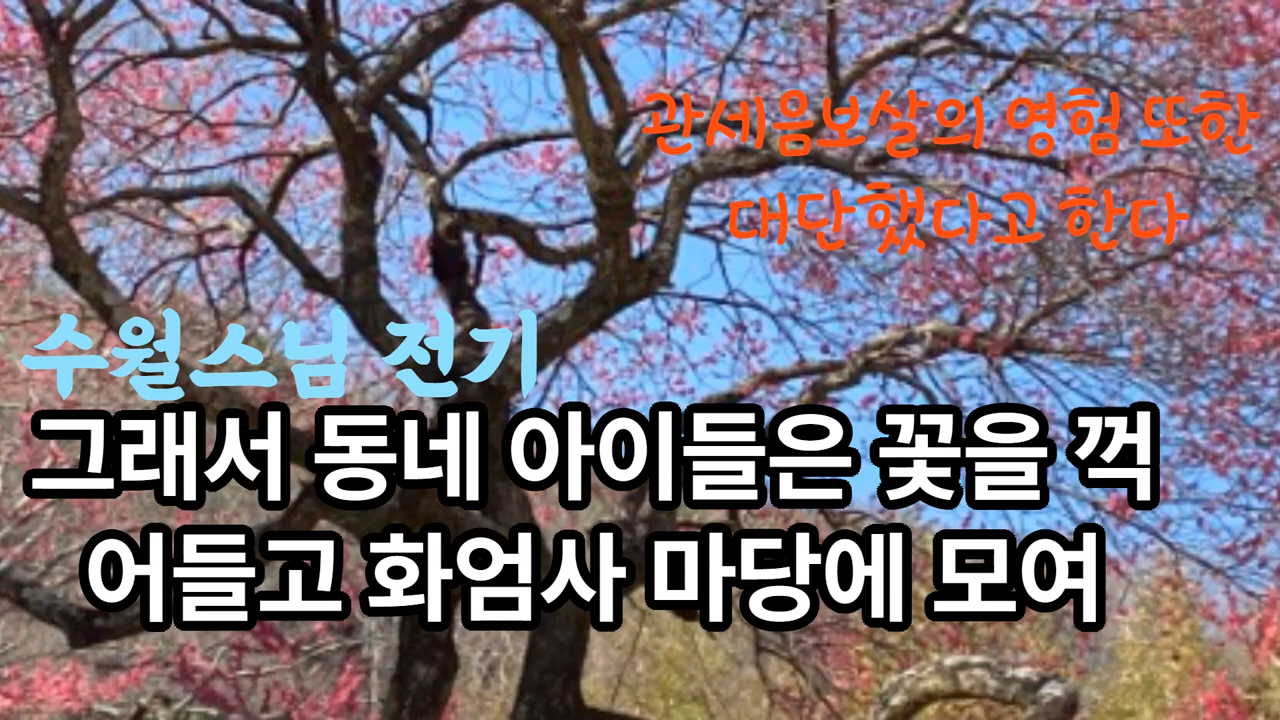 관세음보살의 영험 또한
대단했다고 한다
수월스님 전기
그래서 동네 아이들은 꽃을 꺽
어들고 화엄사 마당에 모여